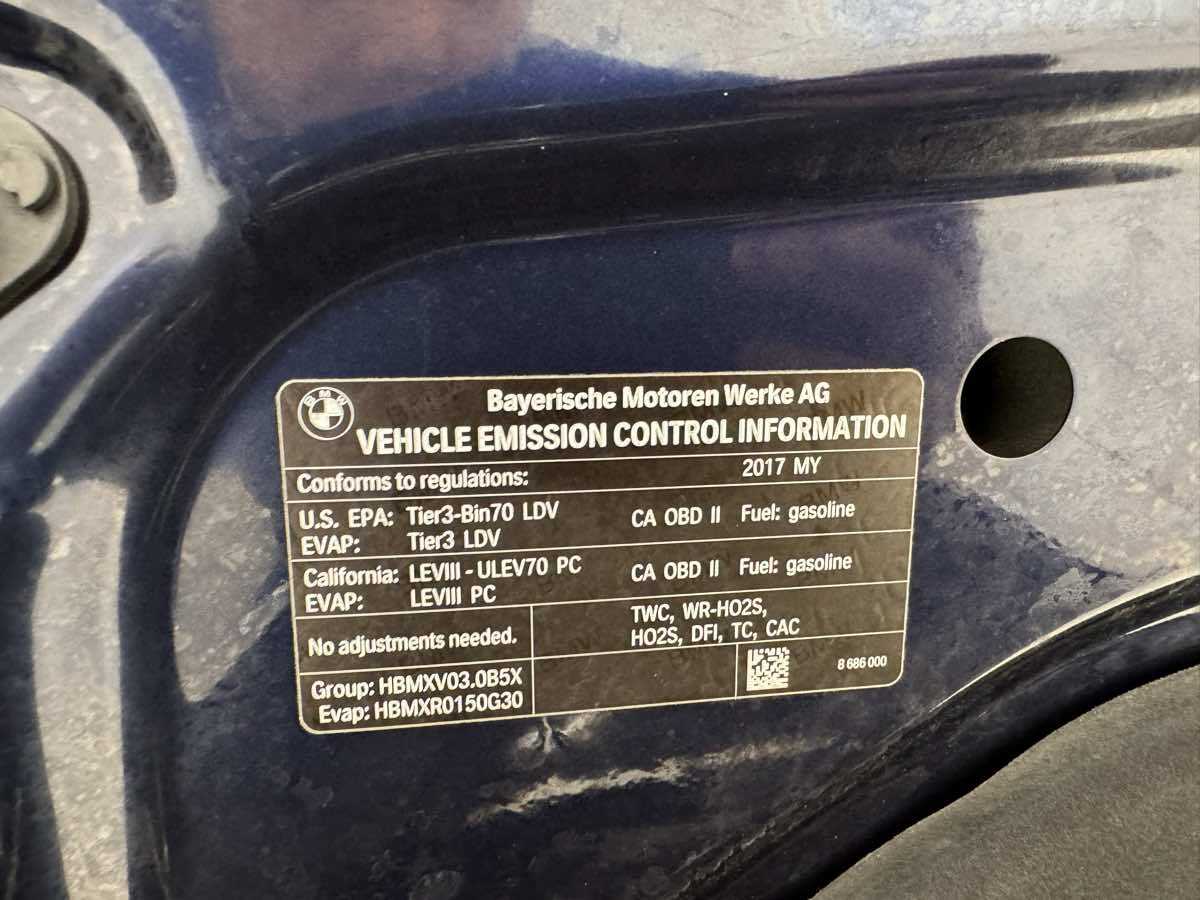 BMW
Bayerische Motoren Werke AG
VEHICLE EMISSION CONTROL INFORMATION
Conforms to regulations: 2017 MY
U.S. EPA: Tier3-Bin70 LDV CA OBD II Fuel: gasoline
EVAP: Tier3 LDV
California: LEVIII - ULEV70 PC CA OBD II Fuel: gasoline
EVAP: LEVIII PC
No adjustments needed.
TWC, WR-HO2S,
HO2S, DFI, TC, CAC
Group: HBMXV03.0B5X
Evap: HBMXR0150G30
8 686 000